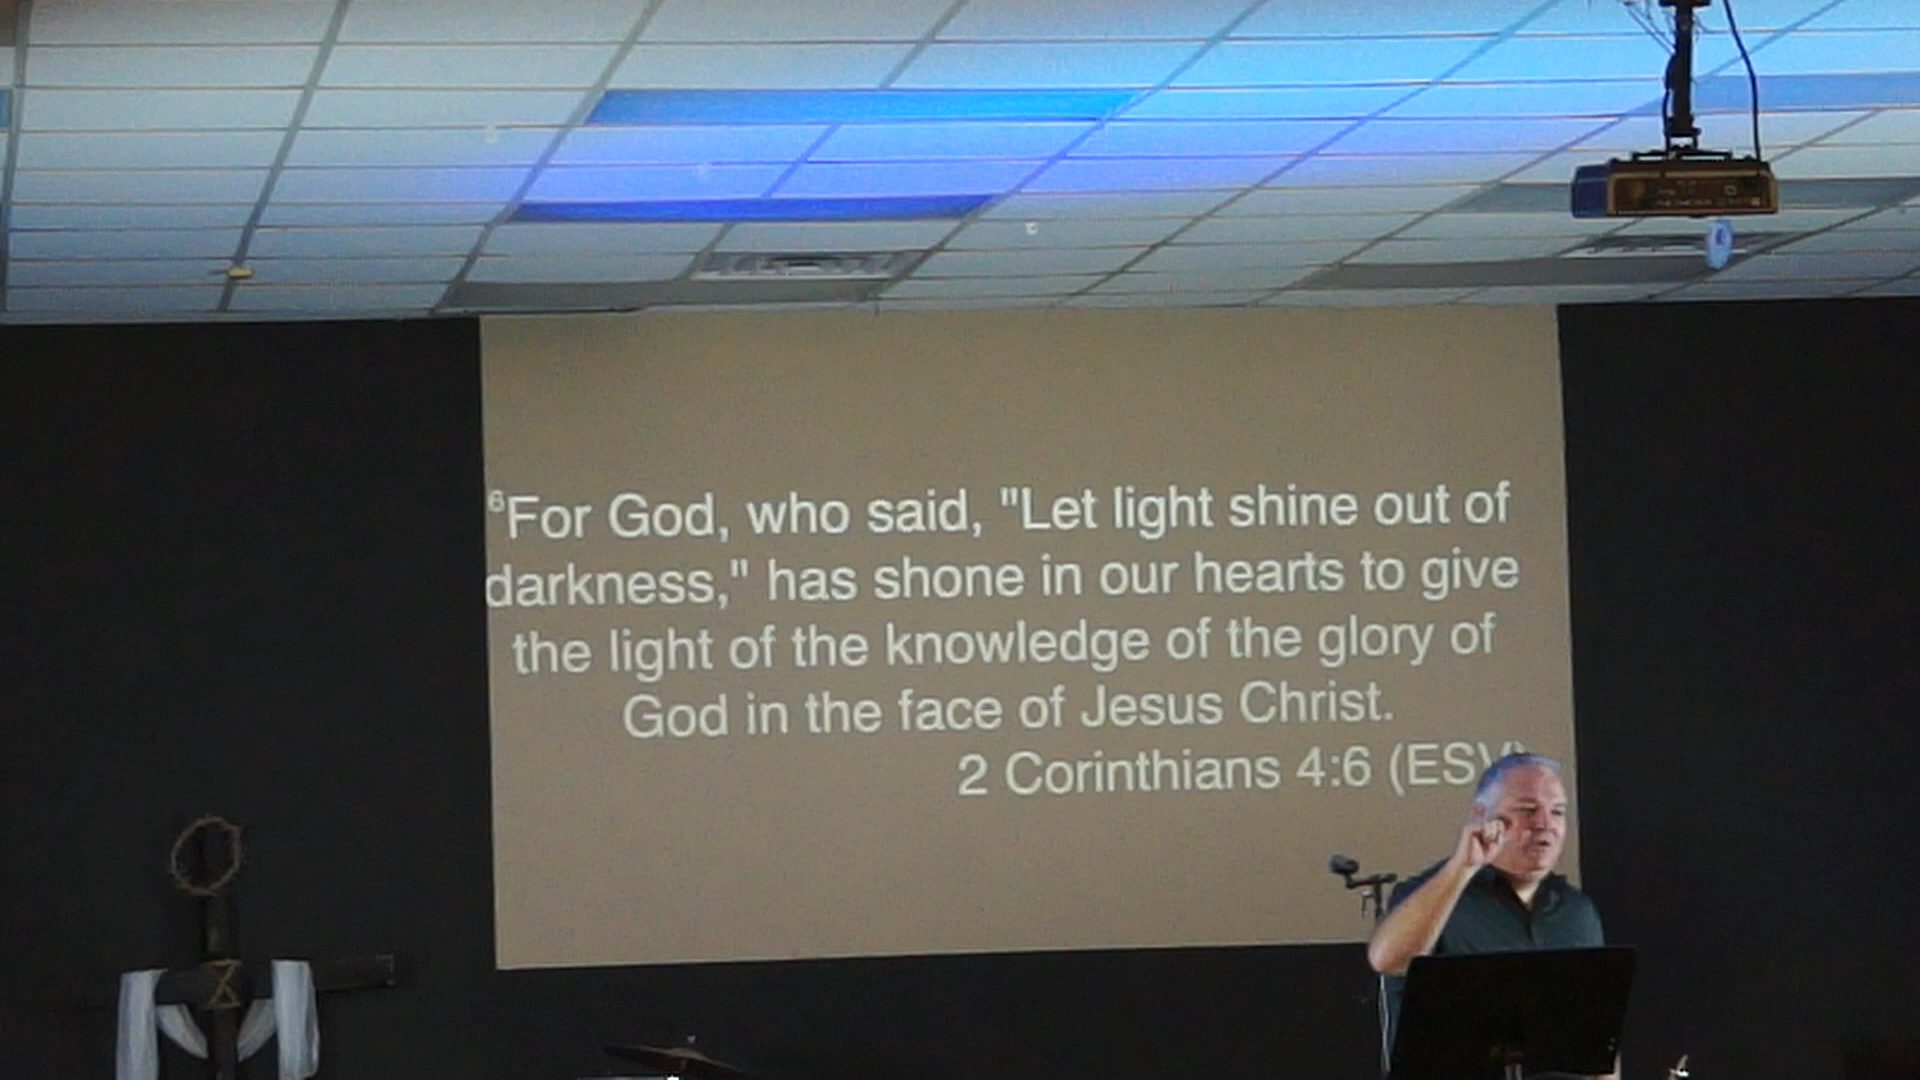 ⁶For God, who said, "Let light shine out of
darkness," has shone in our hearts to give
the light of the knowledge of the glory of
God in the face of Jesus Christ.
2 Corinthians 4:6 (ESV)